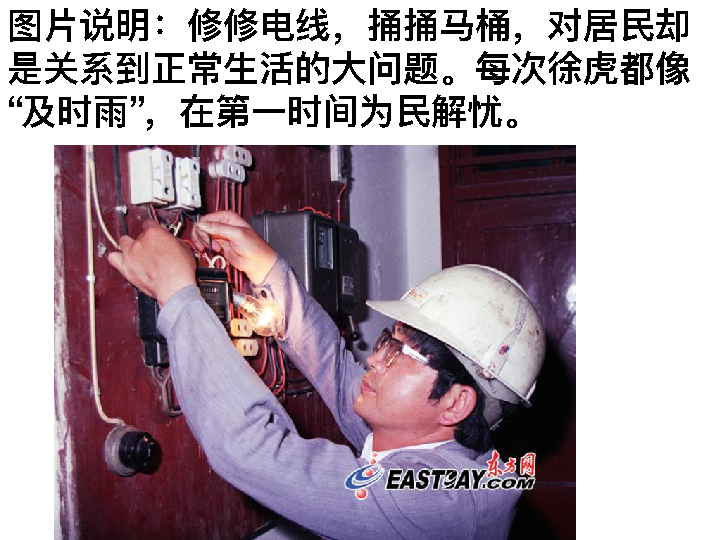 图片说明：修修电线，捅捅马桶，对居民却
是关系到正常生活的大问题。每次徐虎都像
“及时雨”，在第一时间为民解忧。
东方网
EASTDAY.COM